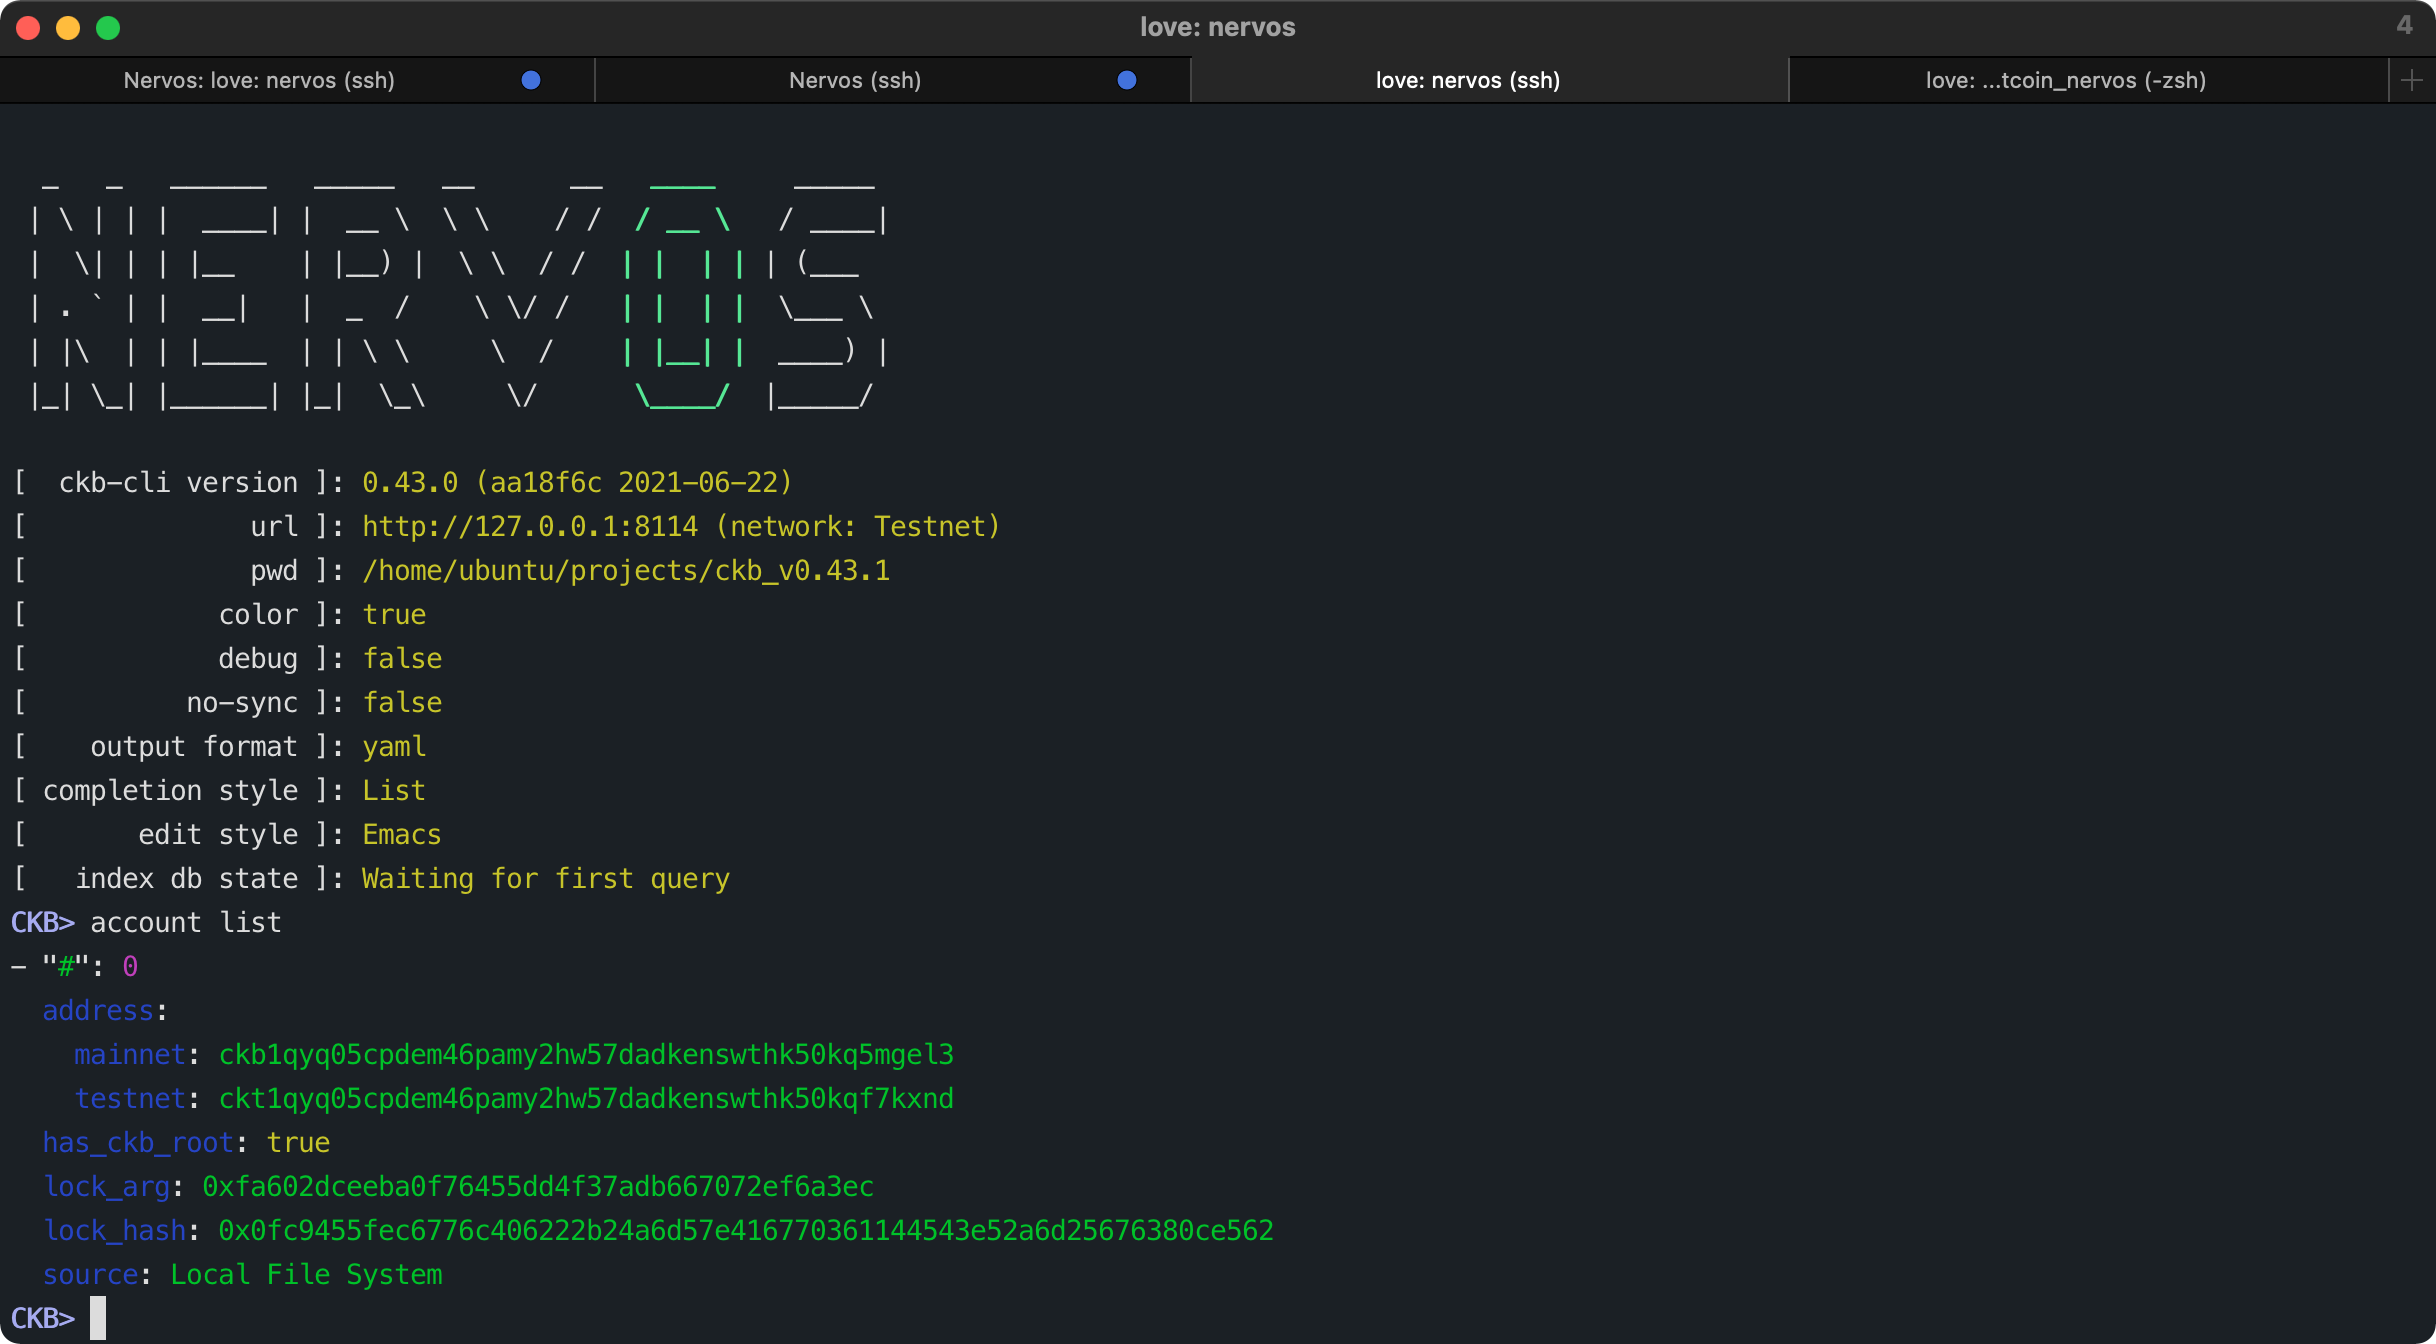 love: nervos
4
Nervos: love: nervos (ssh)
Nervos (ssh)
love: nervos (ssh)
love: ...tcoin_nervos (-zsh)
NERVOS
[  ckb-cli version ]: 0.43.0 (aa18f6c 2021-06-22)
[              url ]: http://127.0.0.1:8114 (network: Testnet)
[              pwd ]: /home/ubuntu/projects/ckb_v0.43.1
[            color ]: true
[            debug ]: false
[          no-sync ]: false
[    output format ]: yaml
[ completion style ]: List
[       edit style ]: Emacs
[   index db state ]: Waiting for first query
CKB> account list
- "#": 0
  address:
    mainnet: ckb1qyq05cpdem46pamy2hw57dadkenswthk50kq5mgel3
    testnet: ckt1qyq05cpdem46pamy2hw57dadkenswthk50kqf7kxnd
  has_ckb_root: true
  lock_arg: 0xfa602dceeba0f76455dd4f37adb667072ef6a3ec
  lock_hash: 0x0fc9455fec6776c406222b24a6d57e416770361144543e52a6d25676380ce562
  source: Local File System
CKB>